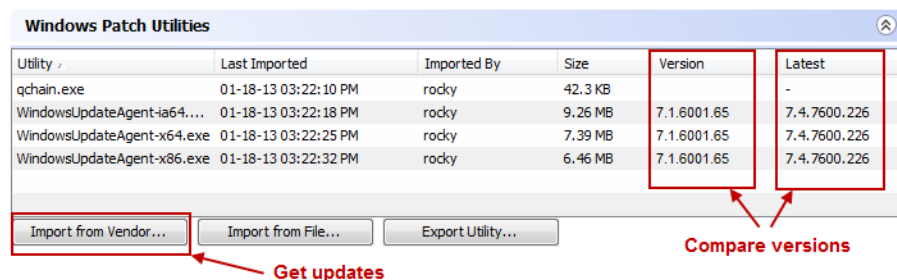 Windows Patch Utilities
Utility Last Imported Imported By Size Version Latest
qchain.exe 01-18-13 03:22:10 PM rocky 42.3 KB -
WindowsUpdateAgent-ia64.... 01-18-13 03:22:18 PM rocky 9.26 MB 7.1.6001.65 7.4.7600.226
WindowsUpdateAgent-x64.exe 01-18-13 03:22:25 PM rocky 7.39 MB 7.1.6001.65 7.4.7600.226
WindowsUpdateAgent-x86.exe 01-18-13 03:22:32 PM rocky 6.46 MB 7.1.6001.65 7.4.7600.226
Import from Vendor... Import from File... Export Utility...
Compare versions
Get updates